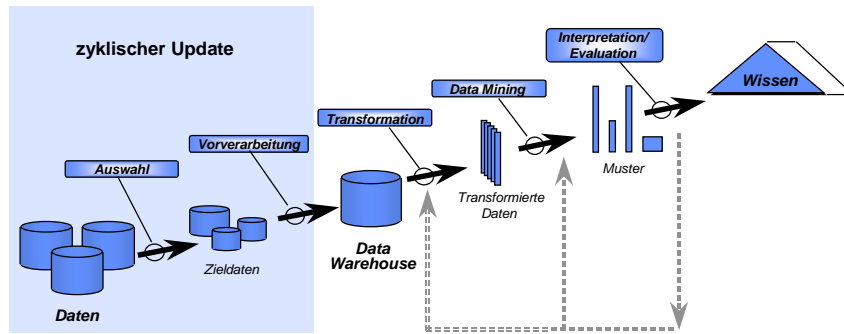 zyklischer Update
Interpretation/
Evaluation
Wissen
Data Mining
Transformation
Vorverarbeitung
Auswahl
Muster
Transformierte
Daten
Data
Warehouse
Zieldaten
Daten